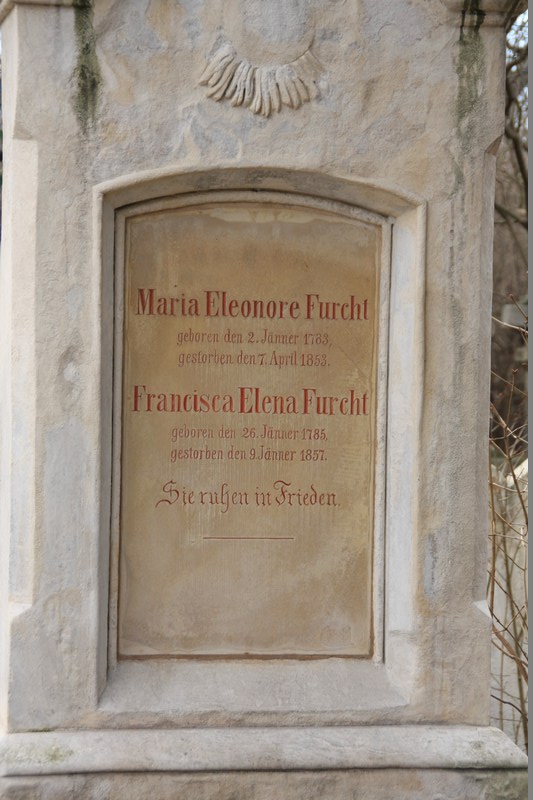 Maria Eleonore Furcht
geboren den 2. Jänner 1783,
gestorben den 7. April 1853.
Francisca Elena Furcht
geboren den 26. Jänner 1785,
gestorben den 9. Jänner 1857.
Sie ruhen in Frieden.